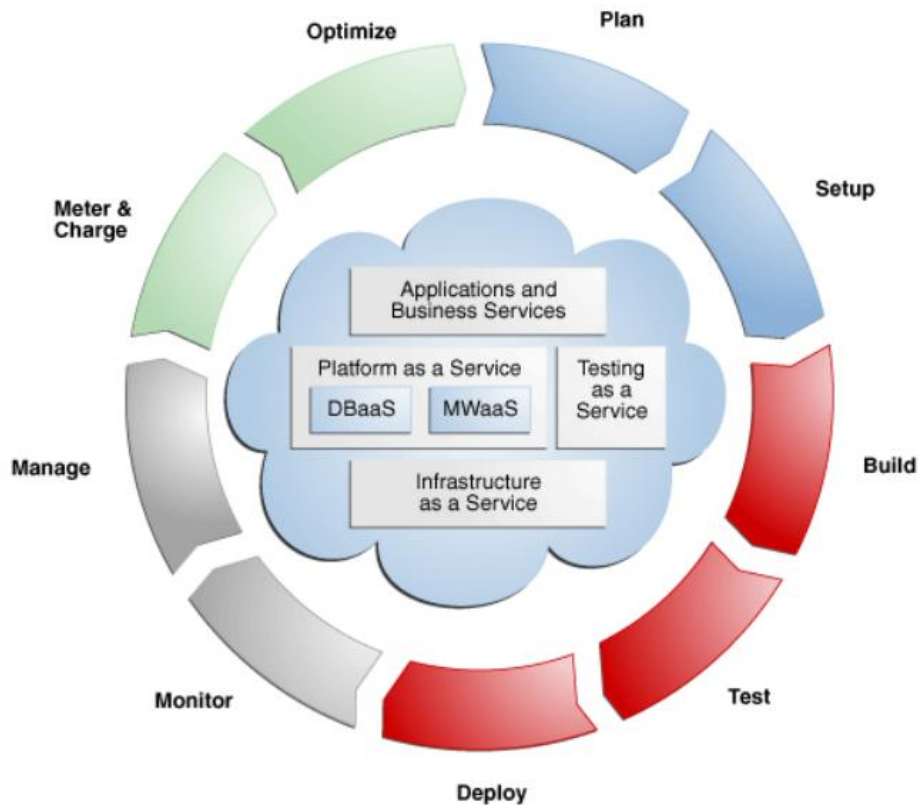 Optimize
Plan
Setup
Meter &
Charge
Applications and
Business Services
Platform as a Service
DBaaS
MWaaS
Testing
as a
Service
Infrastructure
as a Service
Manage
Build
Monitor
Test
Deploy